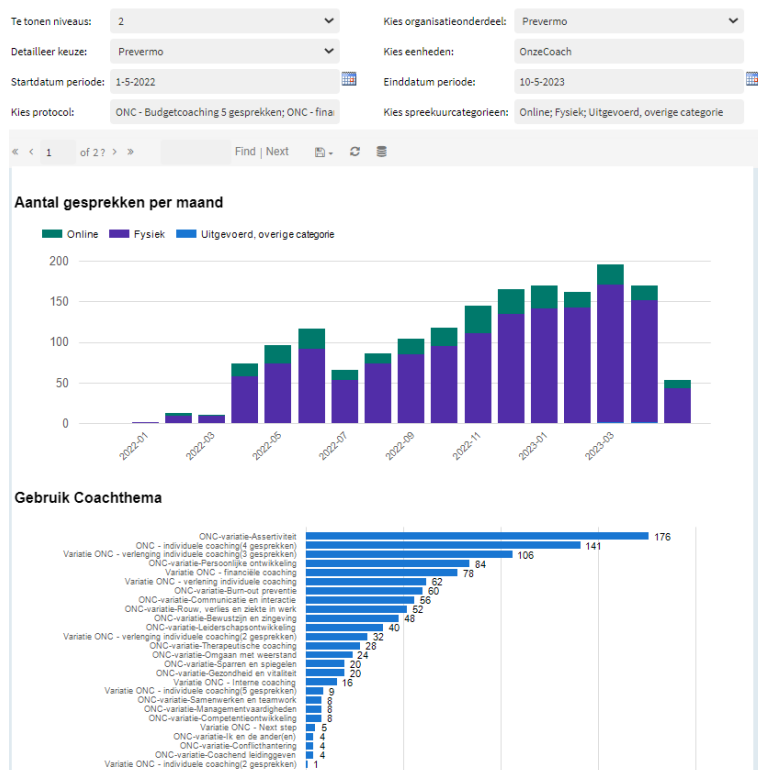 Te tonen niveaus: 2 Kies organisatieonderdeel: Prevermo
Detailleer keuze: Prevermo Kies eenheden: OnzeCoach
Startdatum periode: 1-5-2022 Einddatum periode: 10-5-2023
Kies protocol: ONC - Budgetcoaching 5 gesprekken; ONC - fina Kies spreekuurcategorieen: Online; Fysiek; Uitgevoerd, overige categorie
« < 1 of 2 ? > » Find | Next
Aantal gesprekken per maand
Online Fysiek Uitgevoerd, overige categorie
200
150
100
50
0
2022-01 2022-03 2022-05 2022-07 2022-09 2022-11 2023-01 2023-03
Gebruik Coachthema
ONC-variatie-Assertiviteit 176
ONC - individuele coaching(4 gesprekken) 141
Variatie ONC - verlenging individuele coaching(3 gesprekken) 106
ONC-variatie-Persoonlijke ontwikkeling 84
Variatie ONC - financiële coaching 78
Variatie ONC - verlening individuele coaching 62
ONC-variatie-Burn-out preventie 60
ONC-variatie-Communicatie en interactie 56
ONC-variatie-Rouw, verlies en ziekte in werk 52
ONC-variatie-Bewustzijn en zingeving 48
ONC-variatie-Leiderschapsontwikkeling 40
Variatie ONC - verlenging individuele coaching(2 gesprekken) 32
ONC-variatie-Therapeutische coaching 28
ONC-variatie-Omgaan met weerstand 24
ONC-variatie-Sparren en spiegelen 20
ONC-variatie-Gezondheid en vitaliteit 20
Variatie ONC - Interne coaching 16
Variatie ONC - individuele coaching(5 gesprekken) 9
ONC-variatie-Samenwerken en teamwork 8
ONC-variatie-Managementvaardigheden 8
ONC-variatie-Competentieontwikkeling 8
Variatie ONC - Next step 5
ONC-variatie-Ik en de ander(en) 4
ONC-variatie-Conflicthantering 4
ONC-variatie-Coachend leidinggeven 4
Variatie ONC - individuele coaching(2 gesprekken) 1